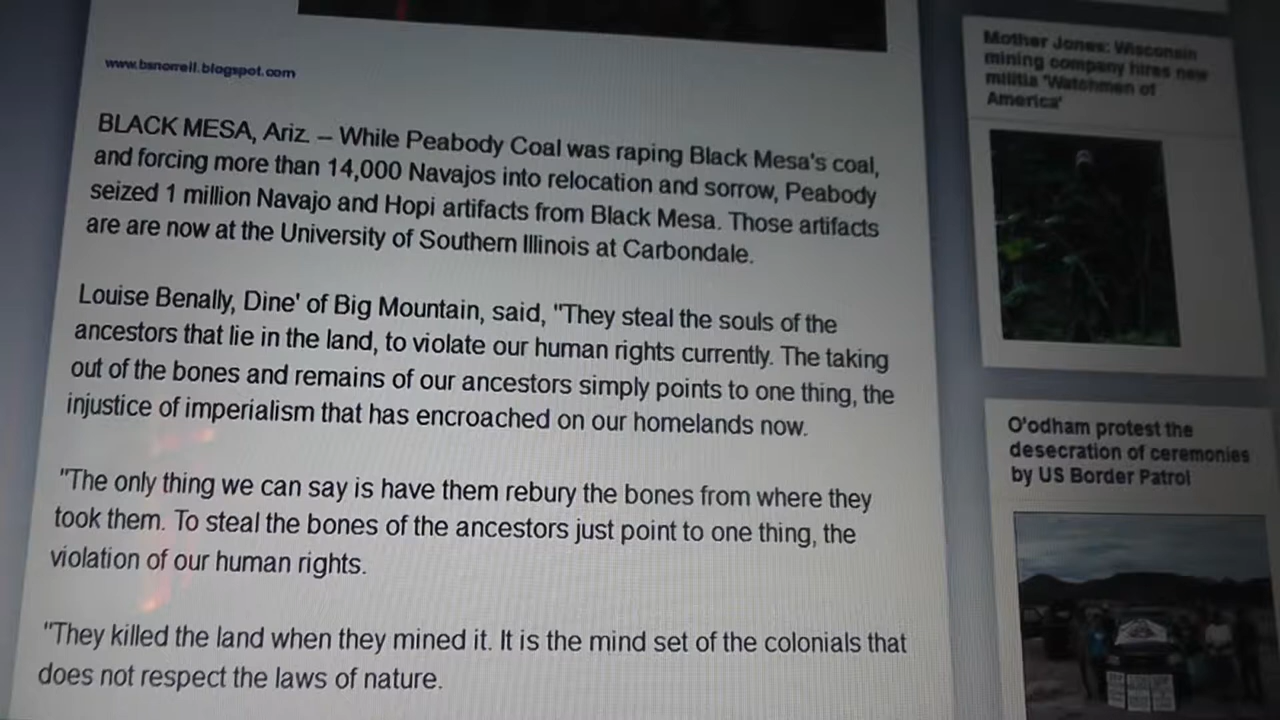 www.bsnorrell.blogspot.com
BLACK MESA, Ariz. – While Peabody Coal was raping Black Mesa's coal,
and forcing more than 14,000 Navajos into relocation and sorrow, Peabody
seized 1 million Navajo and Hopi artifacts from Black Mesa. Those artifacts
are are now at the University of Southern Illinois at Carbondale.
Louise Benally, Dine' of Big Mountain, said, "They steal the souls of the
ancestors that lie in the land, to violate our human rights currently. The taking
out of the bones and remains of our ancestors simply points to one thing, the
injustice of imperialism that has encroached on our homelands now.
"The only thing we can say is have them rebury the bones from where they
took them. To steal the bones of the ancestors just point to one thing, the
violation of our human rights.
"They killed the land when they mined it. It is the mind set of the colonials that
does not respect the laws of nature.
Mother Jones: Wisconsin
mining company hires new
militia 'Watchmen of
America'
O'odham protest the
desecration of ceremonies
by US Border Patrol